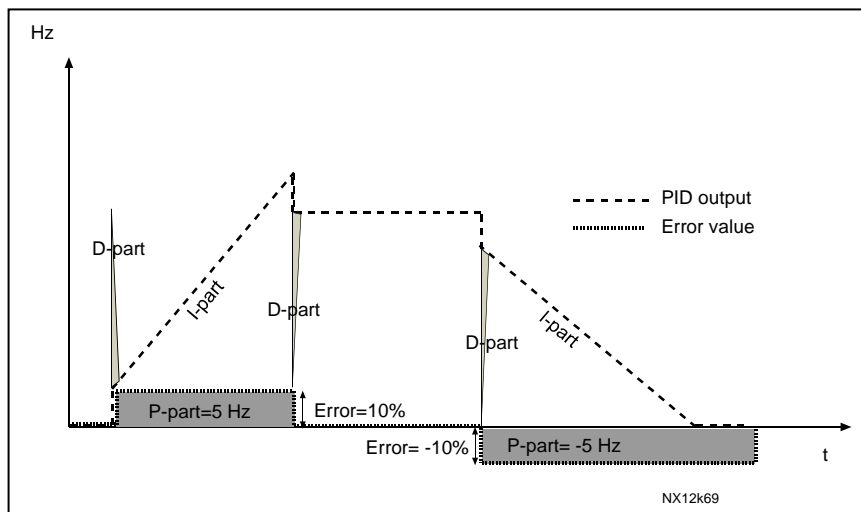 Hz
PID output
Error value
D-part
I-part
D-part
I-part
D-part
P-part=5 Hz
Error=10%
Error= -10%
P-part= -5 Hz
t
NX12k69